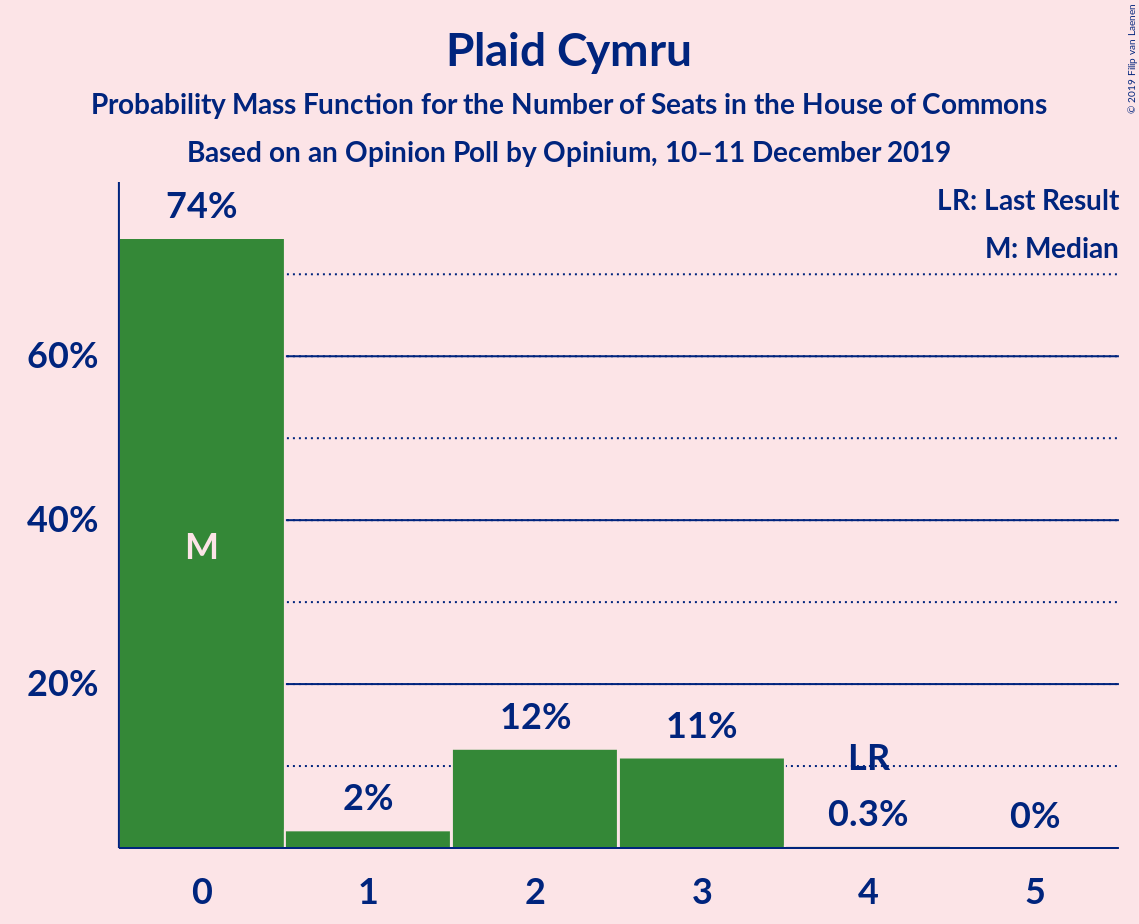 Plaid Cymru
Probability Mass Function for the Number of Seats in the House of Commons
Based on an Opinion Poll by Opinium, 10–11 December 2019
© 2019 Filip van Laenen
LR: Last Result
M: Median
74%
60%
40%
20%
M
2%
12%
11%
LR
0.3%
0%
0 1 2 3 4 5